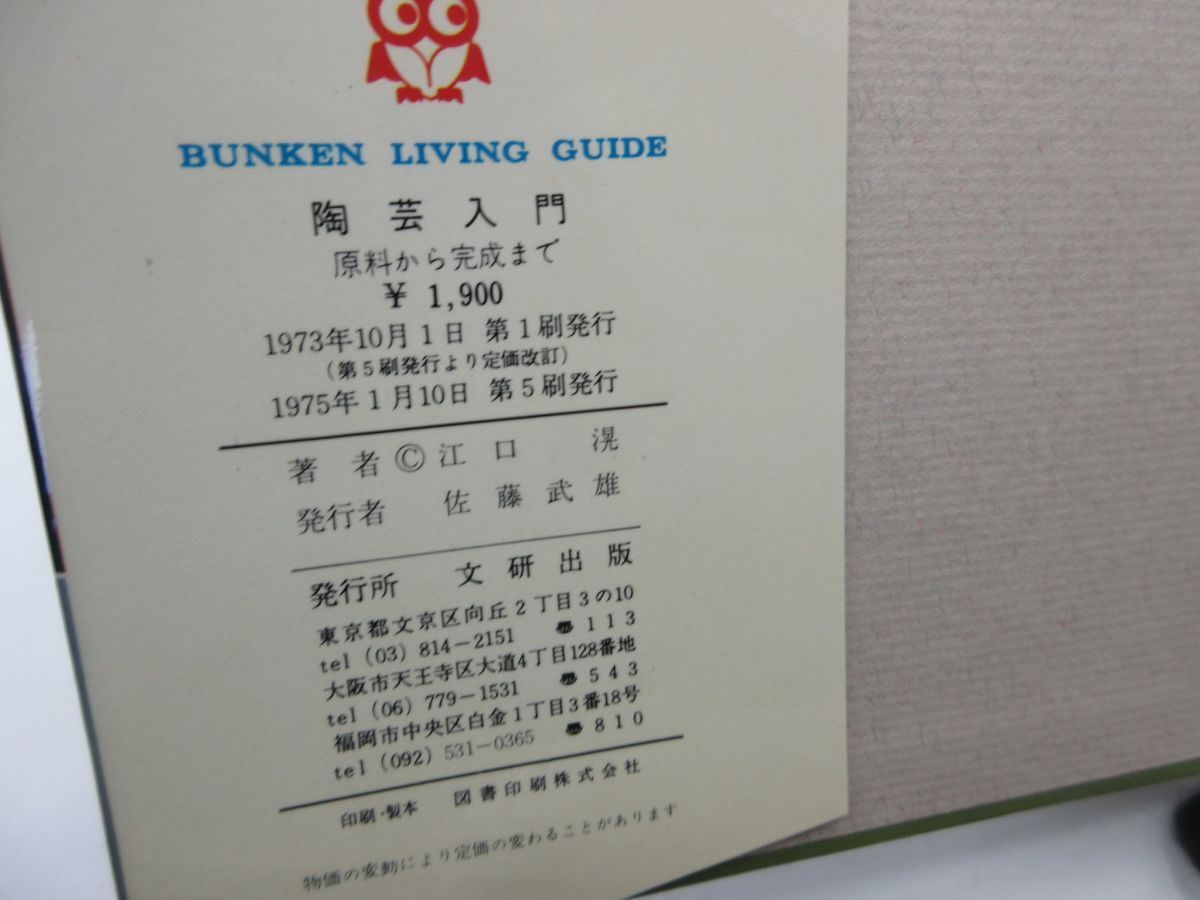 BUNKEN LIVING GUIDE
陶芸入門
原料から完成まで
¥ 1,900
1973年10月1日 第1刷発行
(第5刷発行より定価改訂)
1975年1月10日 第5刷発行
著者©江口 滉
発行者 佐藤武雄
発行所 文研出版
東京都文京区向丘2丁目3の10
tel (03) 814-2151 113
大阪市天王寺区大道4丁目128番地
tel (06) 779-1531 543
福岡市中央区白金1丁目3番18号
tel (092) 531-0365 810
印刷・製本 図書印刷株式会社
物価の変動により定価の変わることがあります